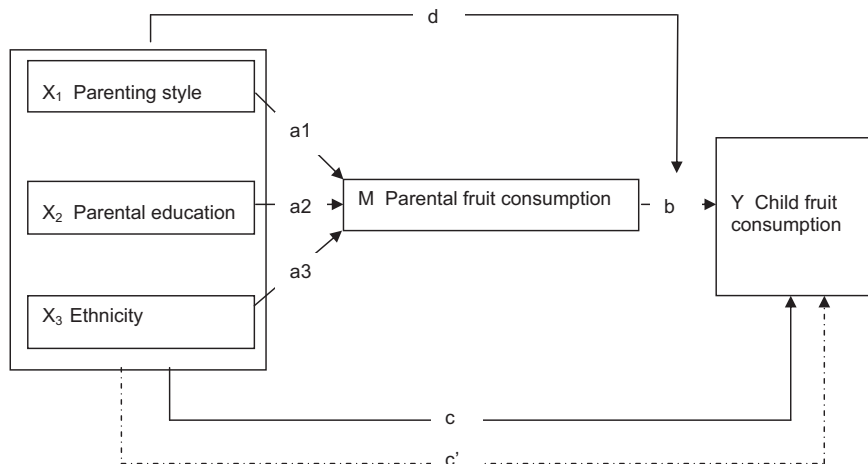 d
X₁ Parenting style
a1
X₂ Parental education
a2
M Parental fruit consumption
b
Y Child fruit
consumption
a3
X₃ Ethnicity
c
c'